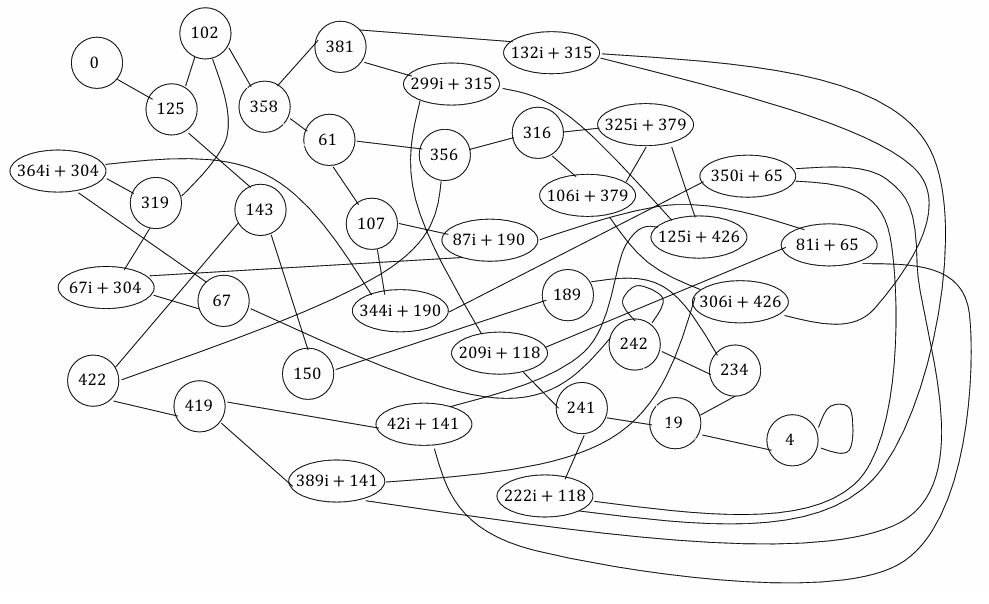 102
0
381
132i + 315
299i + 315
125
358
61
356
316
325i + 379
364i + 304
106i + 379
350i + 65
319
143
107
87i + 190
125i + 426
81i + 65
67i + 304
67
344i + 190
189
306i + 426
209i + 118
242
422
150
234
419
42i + 141
241
19
4
389i + 141
222i + 118